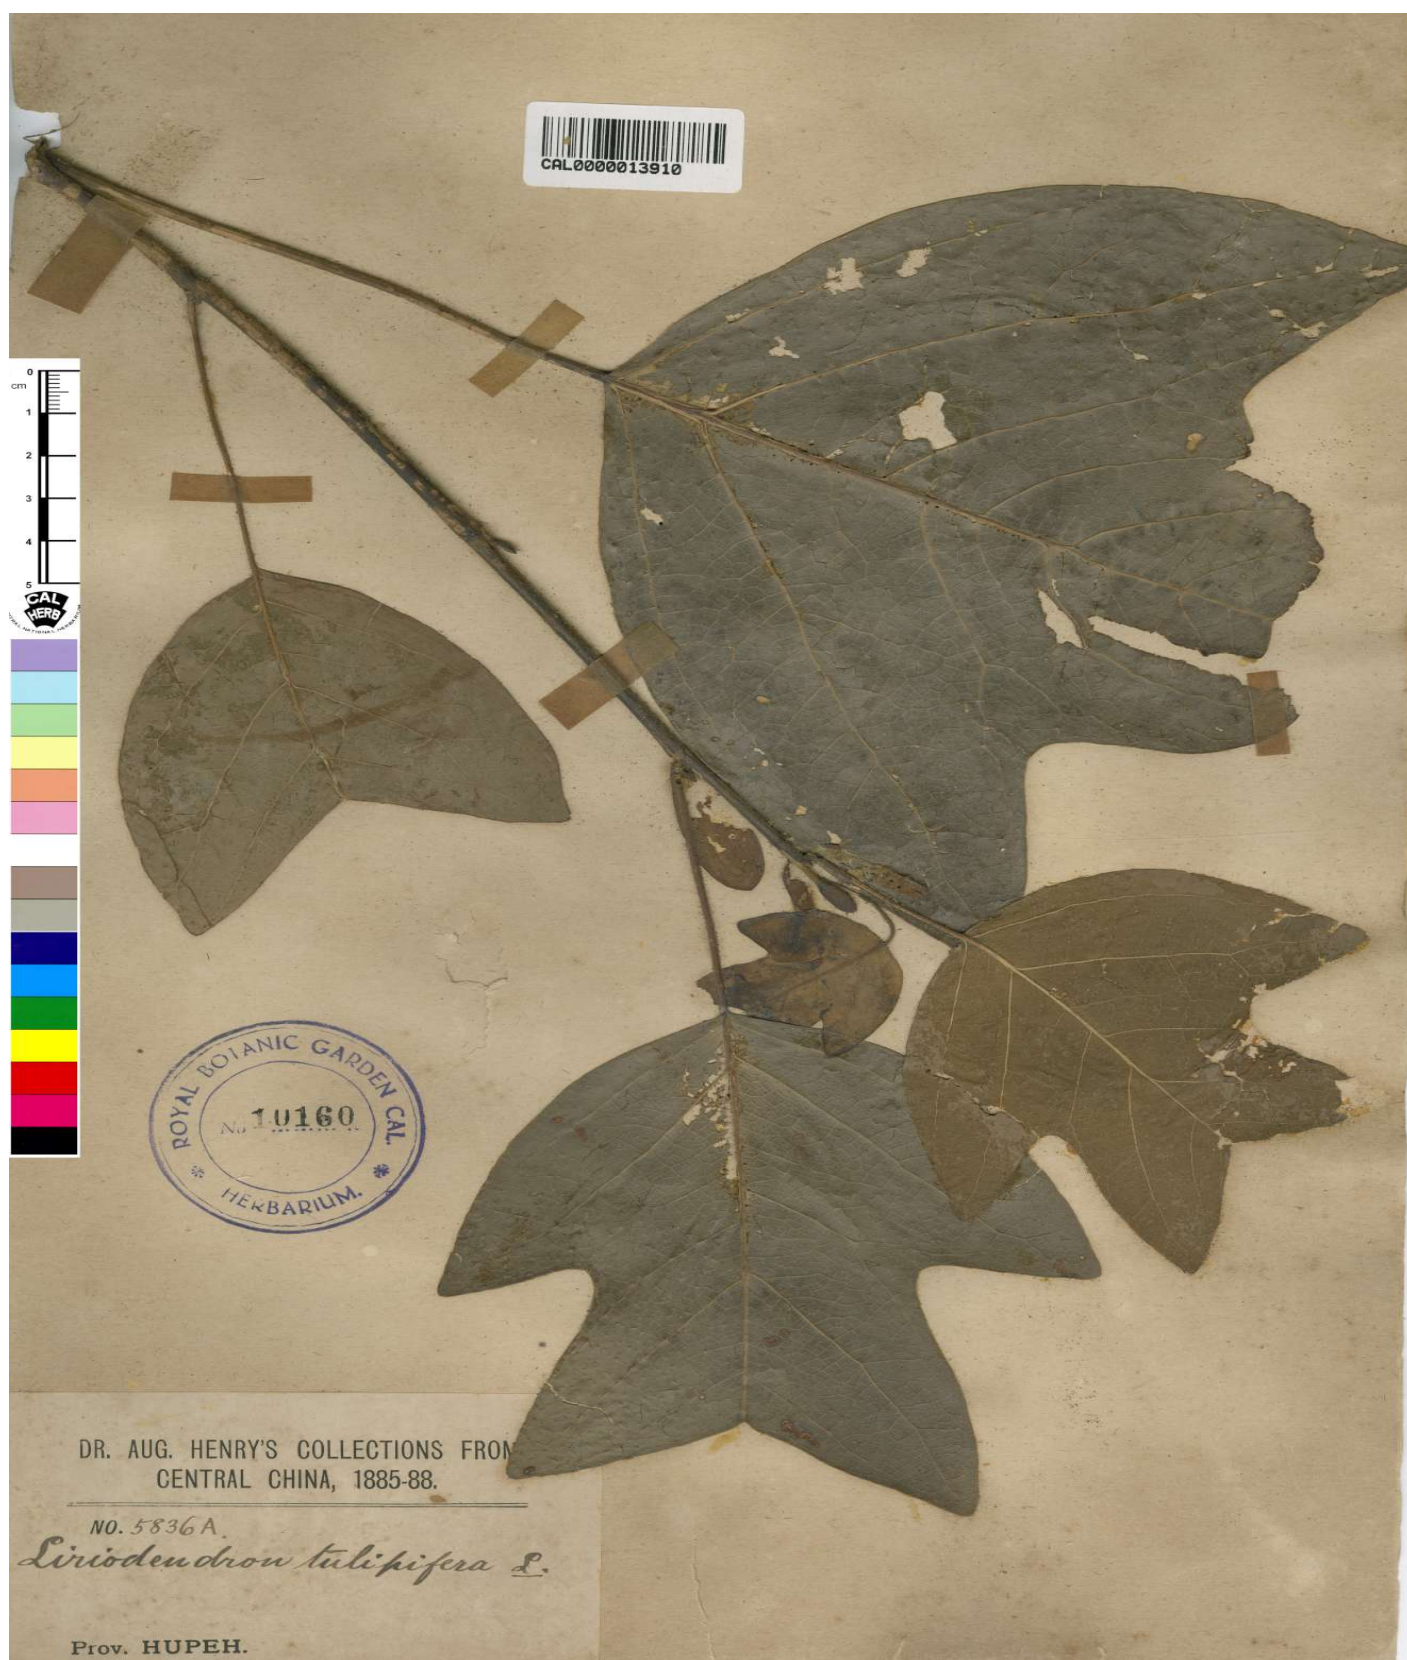 CAL0000013910
0
cm
1
2
3
4
5
CAL
HERB
ROYAL BOTANIC GARDEN CAL.
No 10160
HERBARIUM.
DR. AUG. HENRY'S COLLECTIONS FROM
CENTRAL CHINA, 1885-88.
NO. 5836 A.
Liriodendron tulipifera L.
Prov. HUPEH.